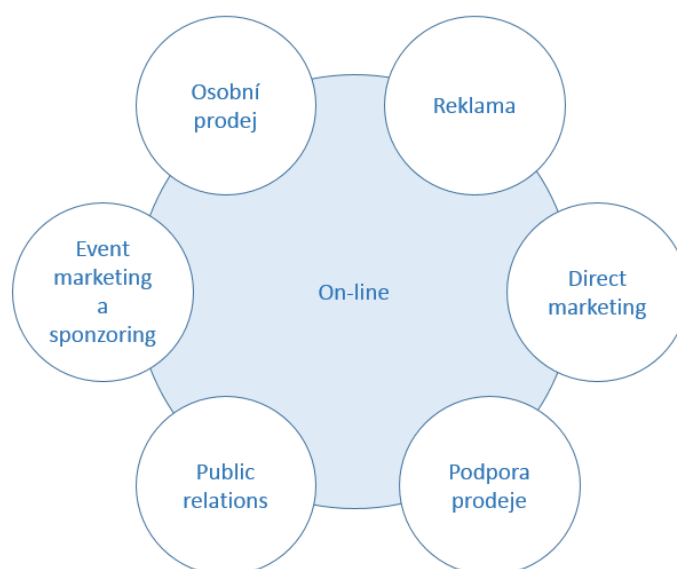 Osobní
prodej
Reklama
Event
marketing
a
sponzoring
On-line
Direct
marketing
Public
relations
Podpora
prodeje